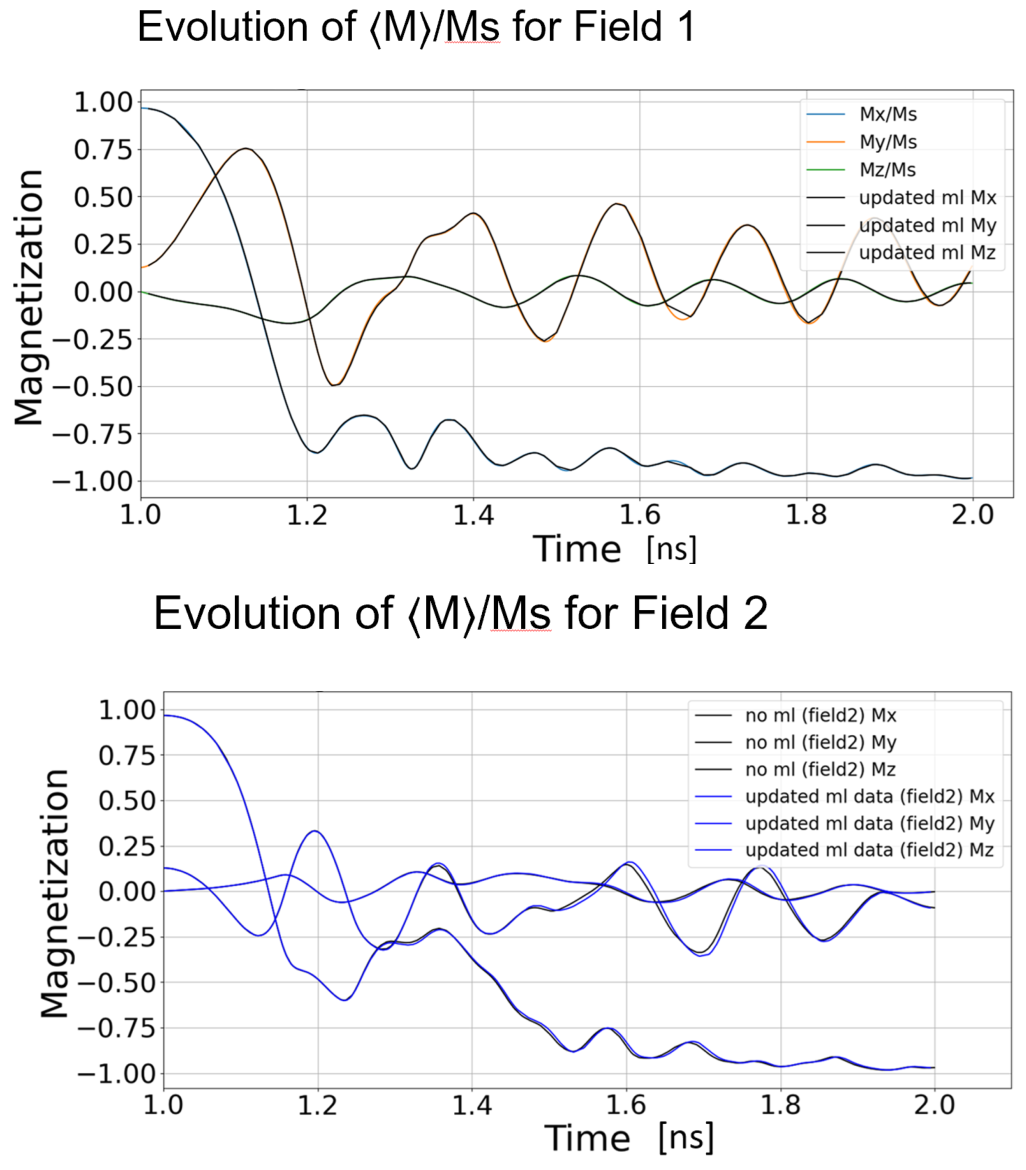 Evolution of ⟨M⟩/Ms for Field 1
1.00
0.75
0.50
0.25
0.00
−0.25
−0.50
−0.75
−1.00
Magnetization
Mx/Ms
My/Ms
Mz/Ms
updated ml Mx
updated ml My
updated ml Mz
1.0 1.2 1.4 1.6 1.8 2.0
Time [ns]
Evolution of ⟨M⟩/Ms for Field 2
1.00
0.75
0.50
0.25
0.00
−0.25
−0.50
−0.75
−1.00
Magnetization
no ml (field2) Mx
no ml (field2) My
no ml (field2) Mz
updated ml data (field2) Mx
updated ml data (field2) My
updated ml data (field2) Mz
1.0 1.2 1.4 1.6 1.8 2.0
Time [ns]